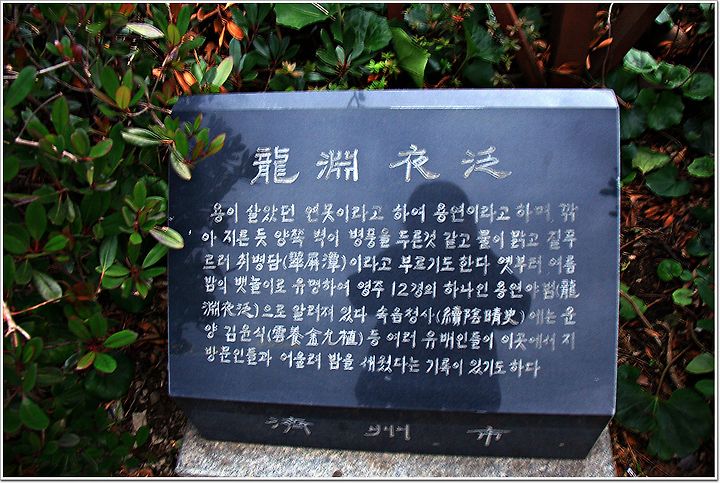 龍淵夜泛
용이 살았던 연못이라고 하여 용연이라고 하며, 깎
아 지른 듯 양쪽 벽이 병풍을 두른것 같고 물이 맑고 짙푸
르러 취병담(翠屛潭)이라고 부르기도 한다. 옛부터 여름
밤의 뱃놀이로 유명하여 영주 12경의 하나인 용연야범(龍
淵夜泛)으로 알려져 있다. 속음청사(續陰晴史)에는 운
양 김윤식(雲養金允植)등 여러 유배인들이 이곳에서 지
방문인들과 어울려 밤을 새웠다는 기록이 있기도하다
濟州市